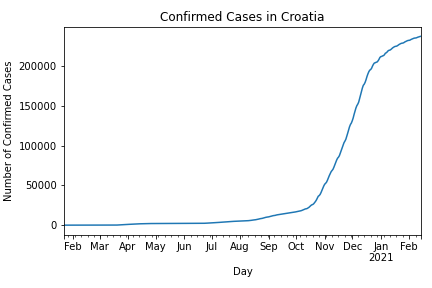 Confirmed Cases in Croatia
Number of Confirmed Cases
200000
150000
100000
50000
0
Feb Mar Apr May Jun Jul Aug Sep Oct Nov Dec Jan Feb
2021
Day